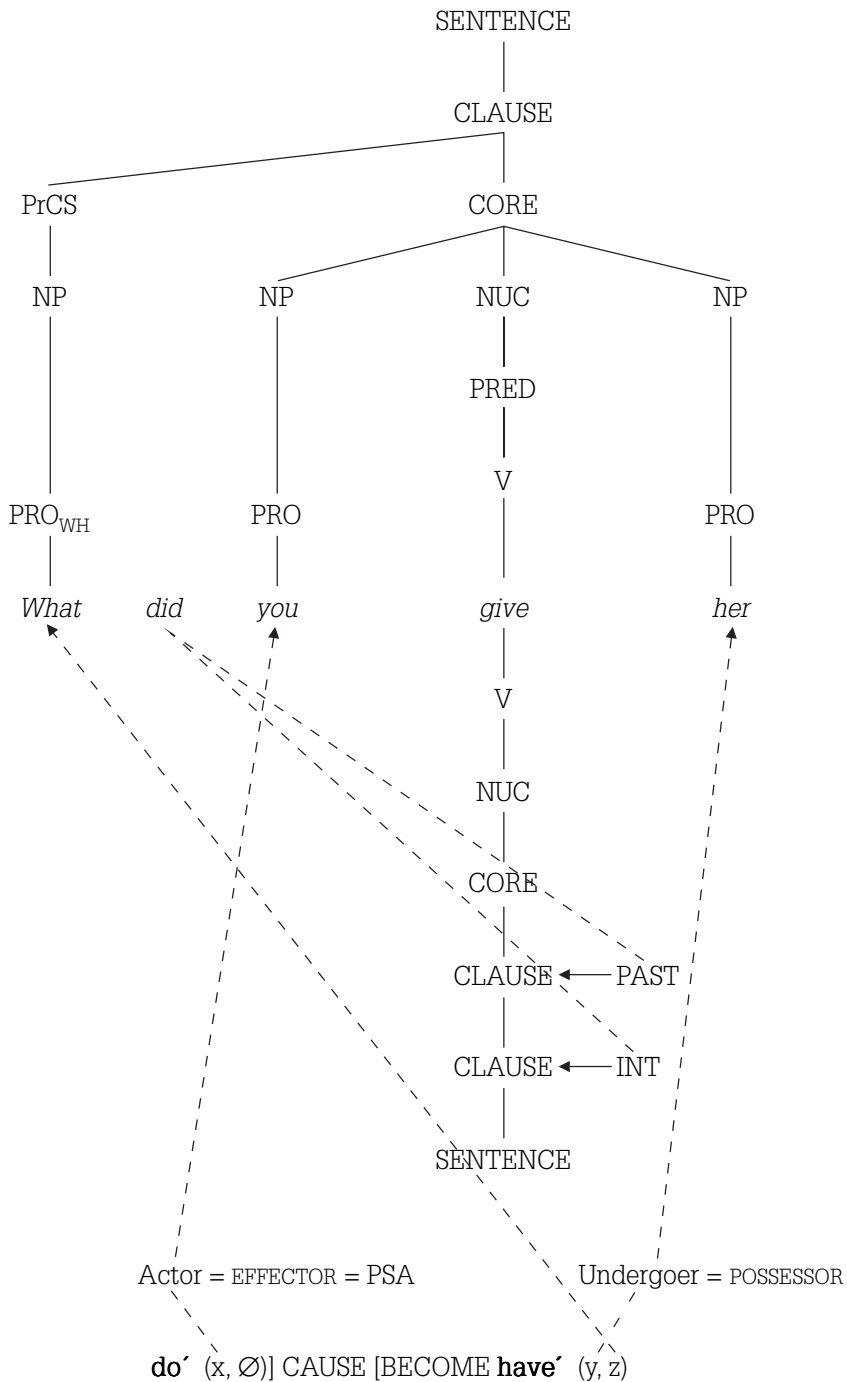 SENTENCE
CLAUSE
PrCS CORE
NP NP NUC NP
PRED
V
PROWH PRO PRO
What did you give her
V
NUC
CORE
CLAUSE PAST
CLAUSE INT
SENTENCE
Actor = EFFECTOR = PSA Undergoer = POSSESSOR
do´ (x, Ø)] CAUSE [BECOME have´ (y, z)